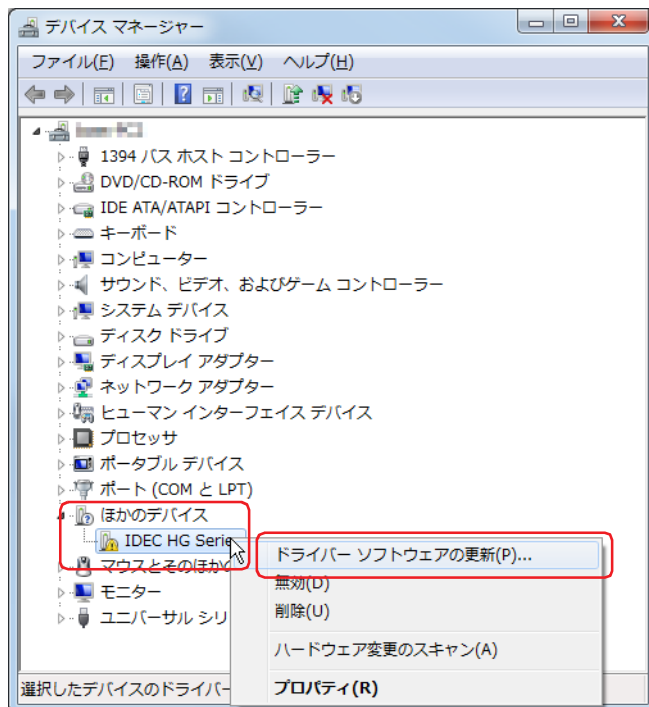 デバイス マネージャー
ファイル(F) 操作(A) 表示(V) ヘルプ(H)
1394 バス ホスト コントローラー
DVD/CD-ROM ドライブ
IDE ATA/ATAPI コントローラー
キーボード
コンピューター
サウンド、ビデオ、およびゲーム コントローラー
システム デバイス
ディスク ドライブ
ディスプレイ アダプター
ネットワーク アダプター
ヒューマン インターフェイス デバイス
プロセッサ
ポータブル デバイス
ポート (COM と LPT)
ほかのデバイス
IDEC HG Serie
マウスとそのほか
モニター
ユニバーサル シリ
ドライバー ソフトウェアの更新(P)...
無効(D)
削除(U)
ハードウェア変更のスキャン(A)
プロパティ(R)
選択したデバイスのドライバー